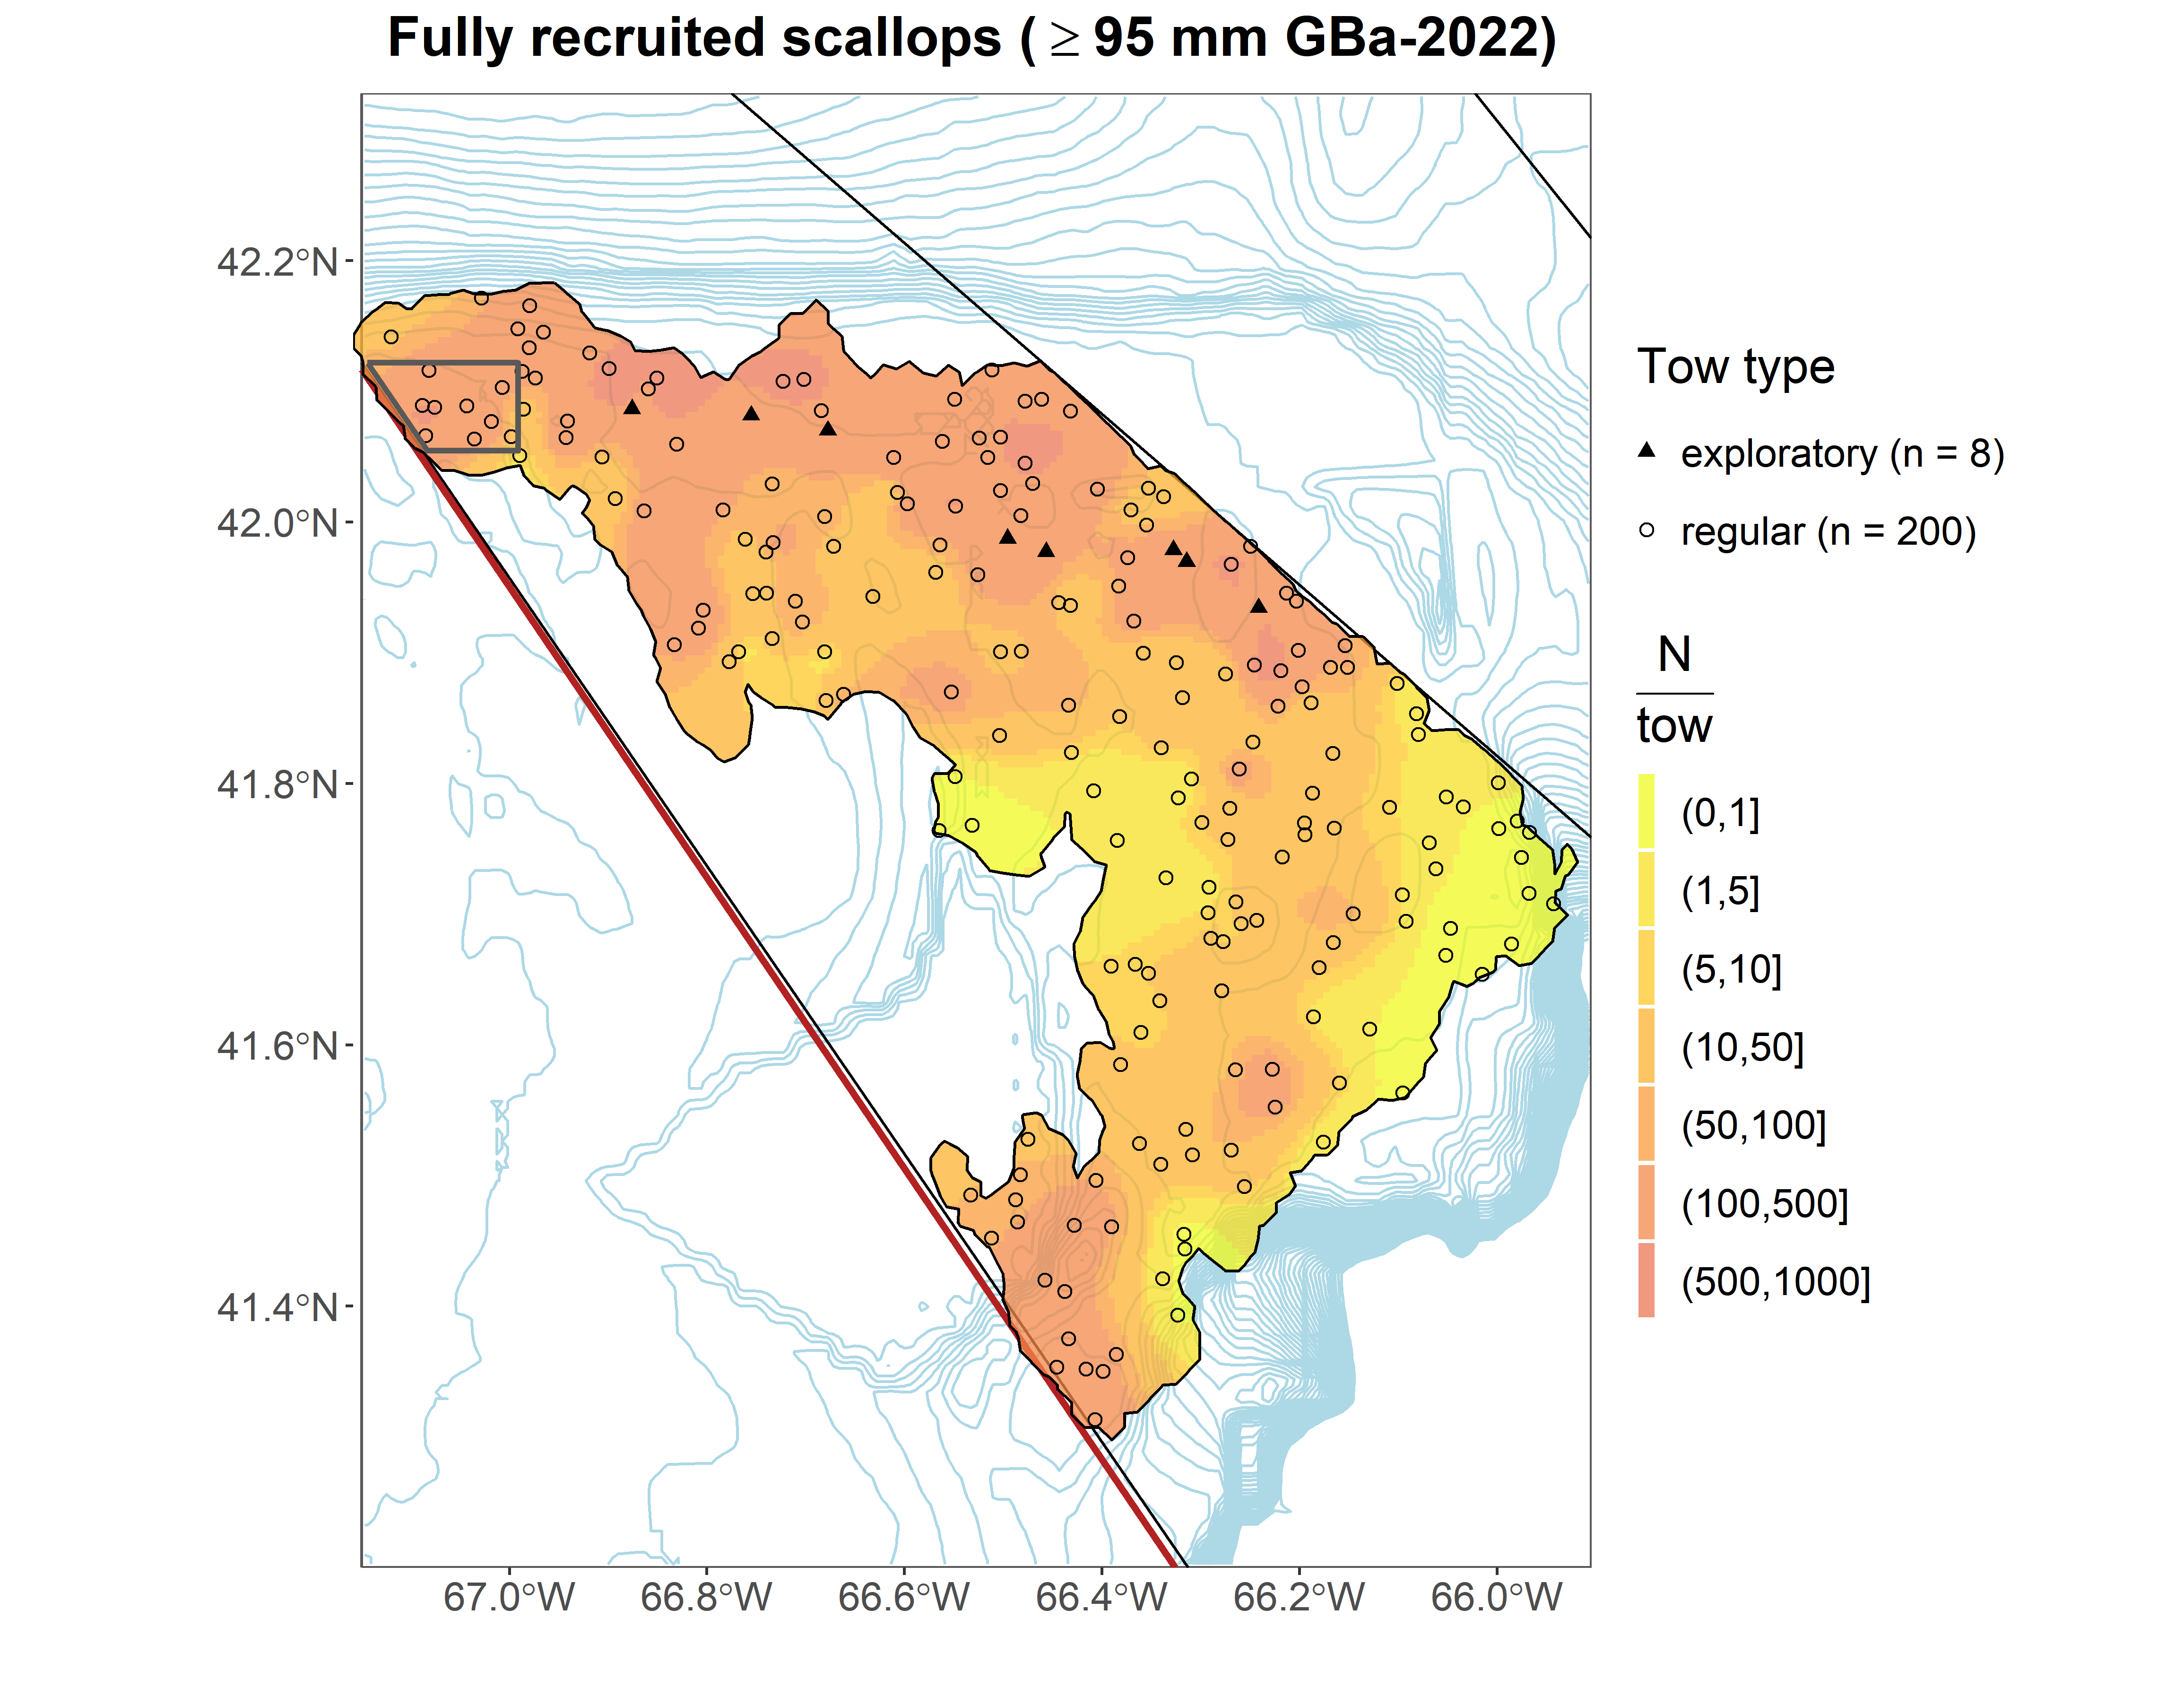 Fully recruited scallops ( ≥ 95 mm GBa-2022)
42.2°N
42.0°N
41.8°N
41.6°N
41.4°N
67.0°W 66.8°W 66.6°W 66.4°W 66.2°W 66.0°W
Tow type
exploratory (n = 8)
regular (n = 200)
N
tow
(0,1]
(1,5]
(5,10]
(10,50]
(50,100]
(100,500]
(500,1000]